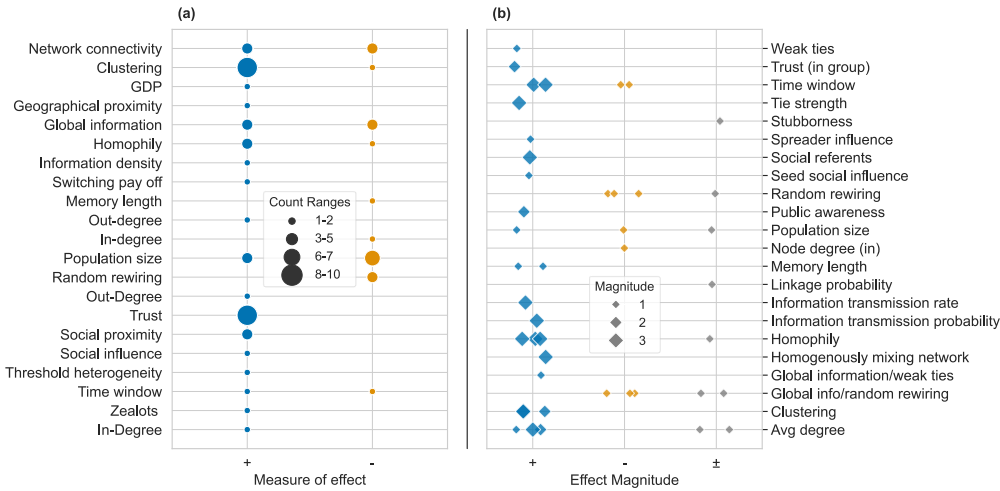 (a)
Network connectivity
Clustering
GDP
Geographical proximity
Global information
Homophily
Information density
Switching pay off
Memory length
Out-degree
In-degree
Population size
Random rewiring
Out-Degree
Trust
Social proximity
Social influence
Threshold heterogeneity
Time window
Zealots
In-Degree
Count Ranges
1-2
3-5
6-7
8-10
+
-
Measure of effect
(b)
Weak ties
Trust (in group)
Time window
Tie strength
Stubborness
Spreader influence
Social referents
Seed social influence
Random rewiring
Public awareness
Population size
Node degree (in)
Memory length
Linkage probability
Information transmission rate
Information transmission probability
Homophily
Homogenously mixing network
Global information/weak ties
Global info/random rewiring
Clustering
Avg degree
Magnitude
1
2
3
+
-
±
Effect Magnitude